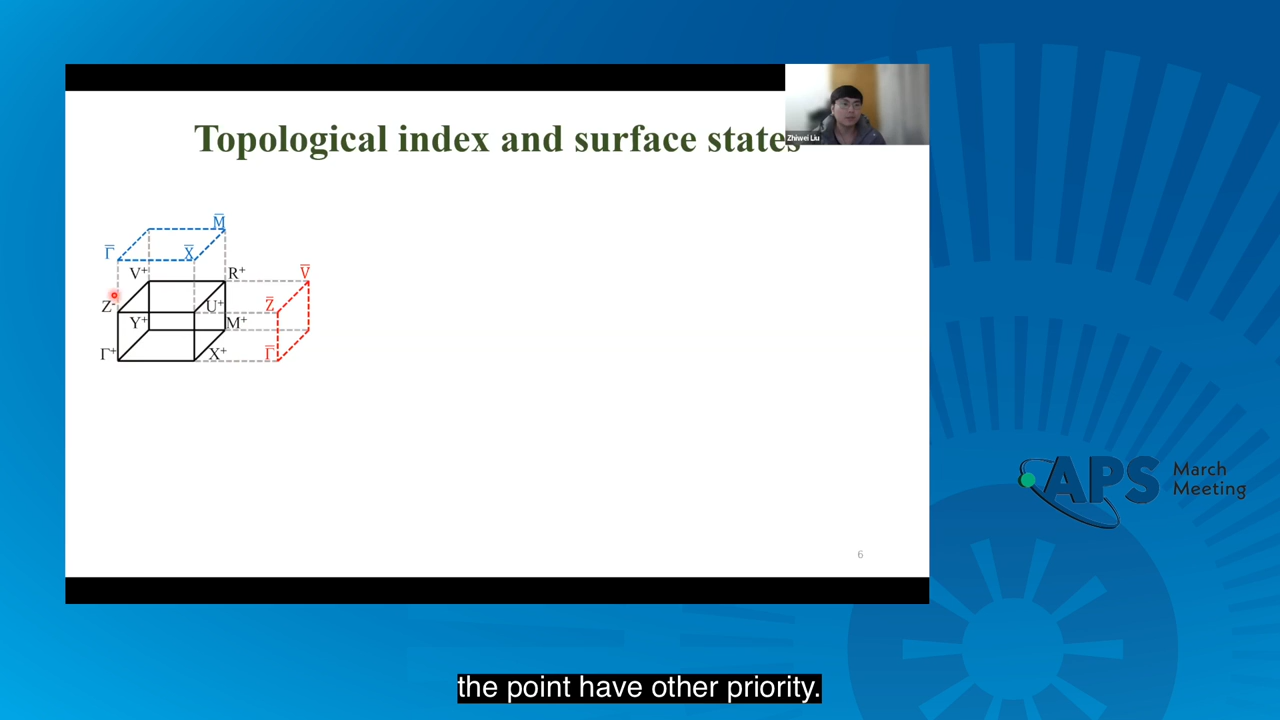 Zhiwei Liu
Topological index and surface states
M̅
Γ̅
X̅
V⁺
R⁺
V̅
Z⁻
U⁺
Z̅
Y⁺
M⁺
Γ⁺
X⁺
Γ̅
6
APS
March
Meeting
the point have other priority.